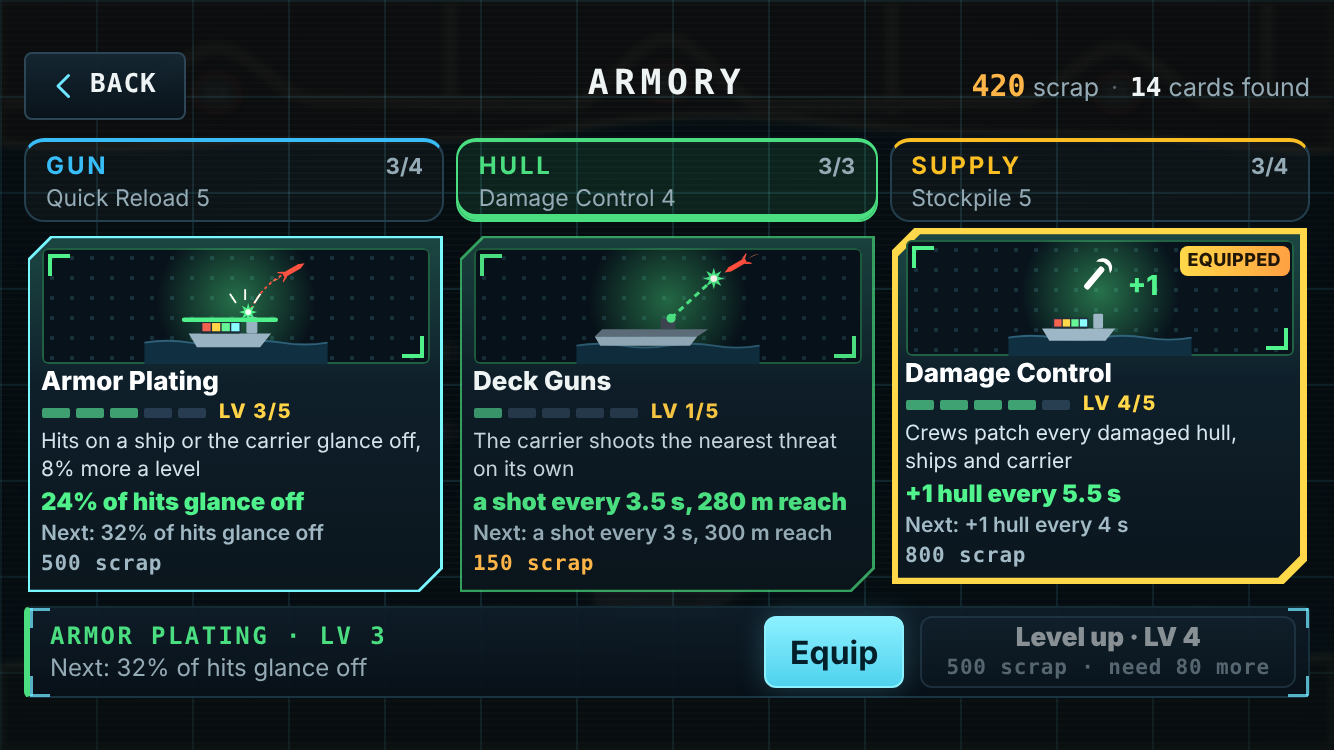 BACK
ARMORY
420 scrap · 14 cards found
GUN 3/4
Quick Reload 5
HULL 3/3
Damage Control 4
SUPPLY 3/4
Stockpile 5
Armor Plating
LV 3/5
Hits on a ship or the carrier glance off,
8% more a level
24% of hits glance off
Next: 32% of hits glance off
500 scrap
Deck Guns
LV 1/5
The carrier shoots the nearest threat
on its own
a shot every 3.5 s, 280 m reach
Next: a shot every 3 s, 300 m reach
150 scrap
EQUIPPED
+1
Damage Control
LV 4/5
Crews patch every damaged hull,
ships and carrier
+1 hull every 5.5 s
Next: +1 hull every 4 s
800 scrap
ARMOR PLATING · LV 3
Next: 32% of hits glance off
Equip
Level up · LV 4
500 scrap · need 80 more